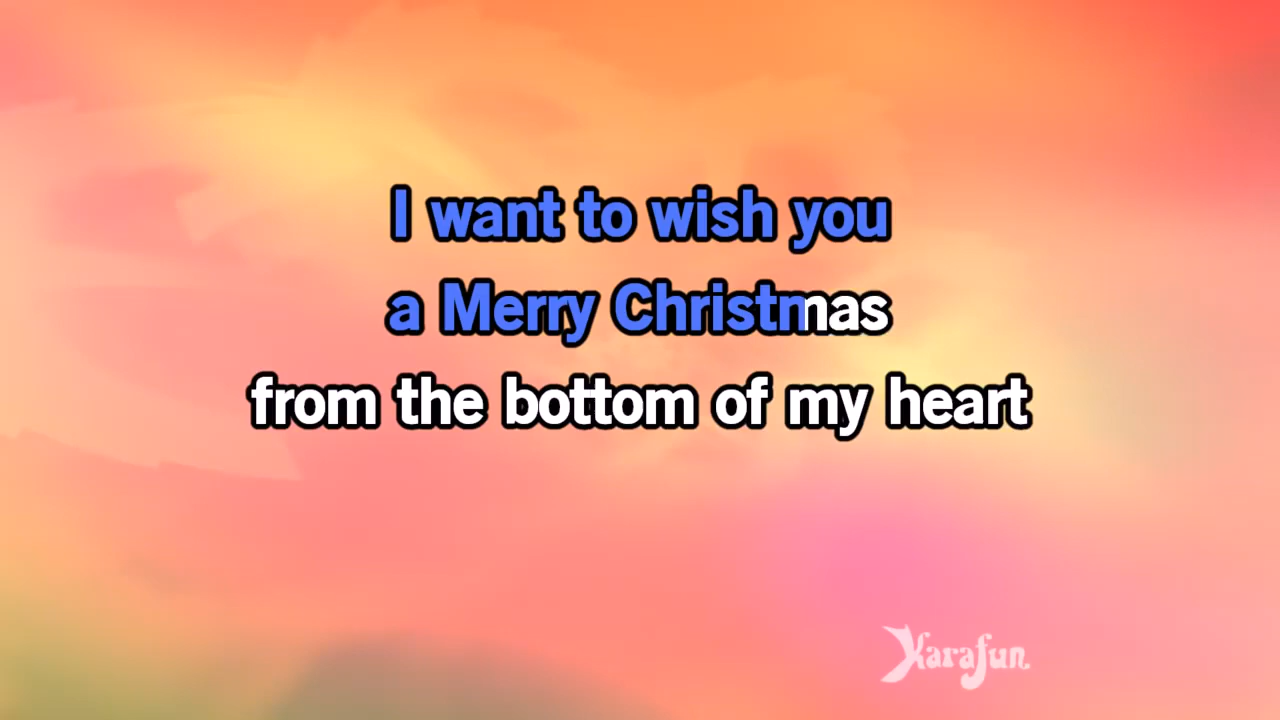 I want to wish you
a Merry Christmas
from the bottom of my heart
Karafun